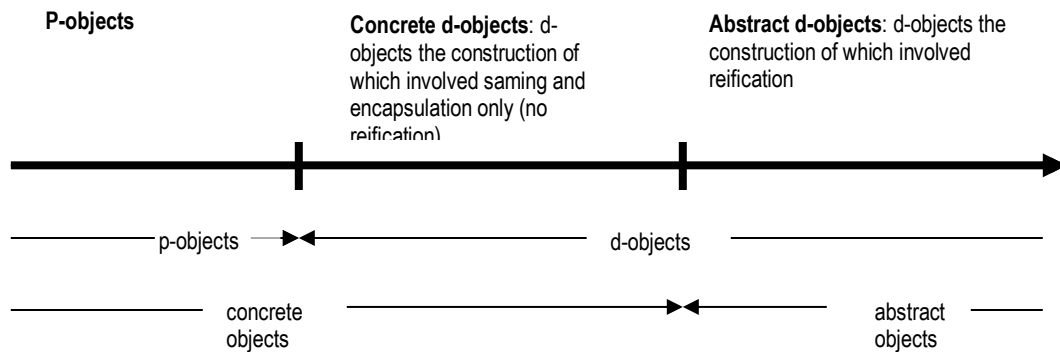 P-objects
Concrete d-objects: d-
objects the construction of
which involved saming and
encapsulation only (no
reification)
Abstract d-objects: d-objects the
construction of which involved
reification
p-objects
d-objects
concrete
objects
abstract
objects